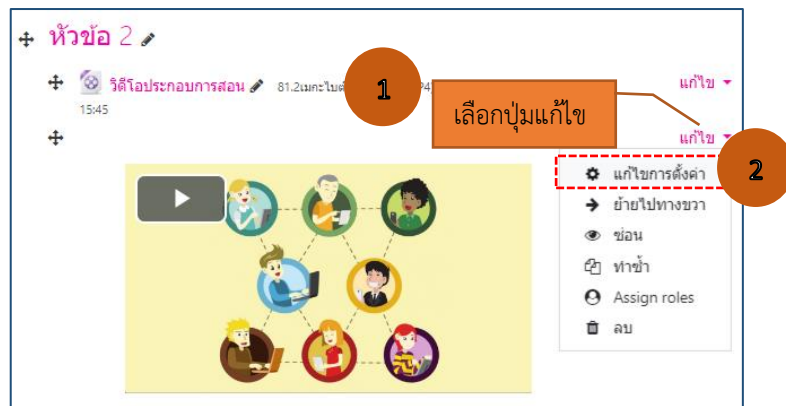 หัวข้อ 2
วิดีโอประกอบการสอน 81.2เมกะไบต์
15:45
แก้ไข
1
เลือกปุ่มแก้ไข
แก้ไข
แก้ไขการตั้งค่า
2
ย้ายไปทางขวา
ซ่อน
ทำซ้ำ
Assign roles
ลบ